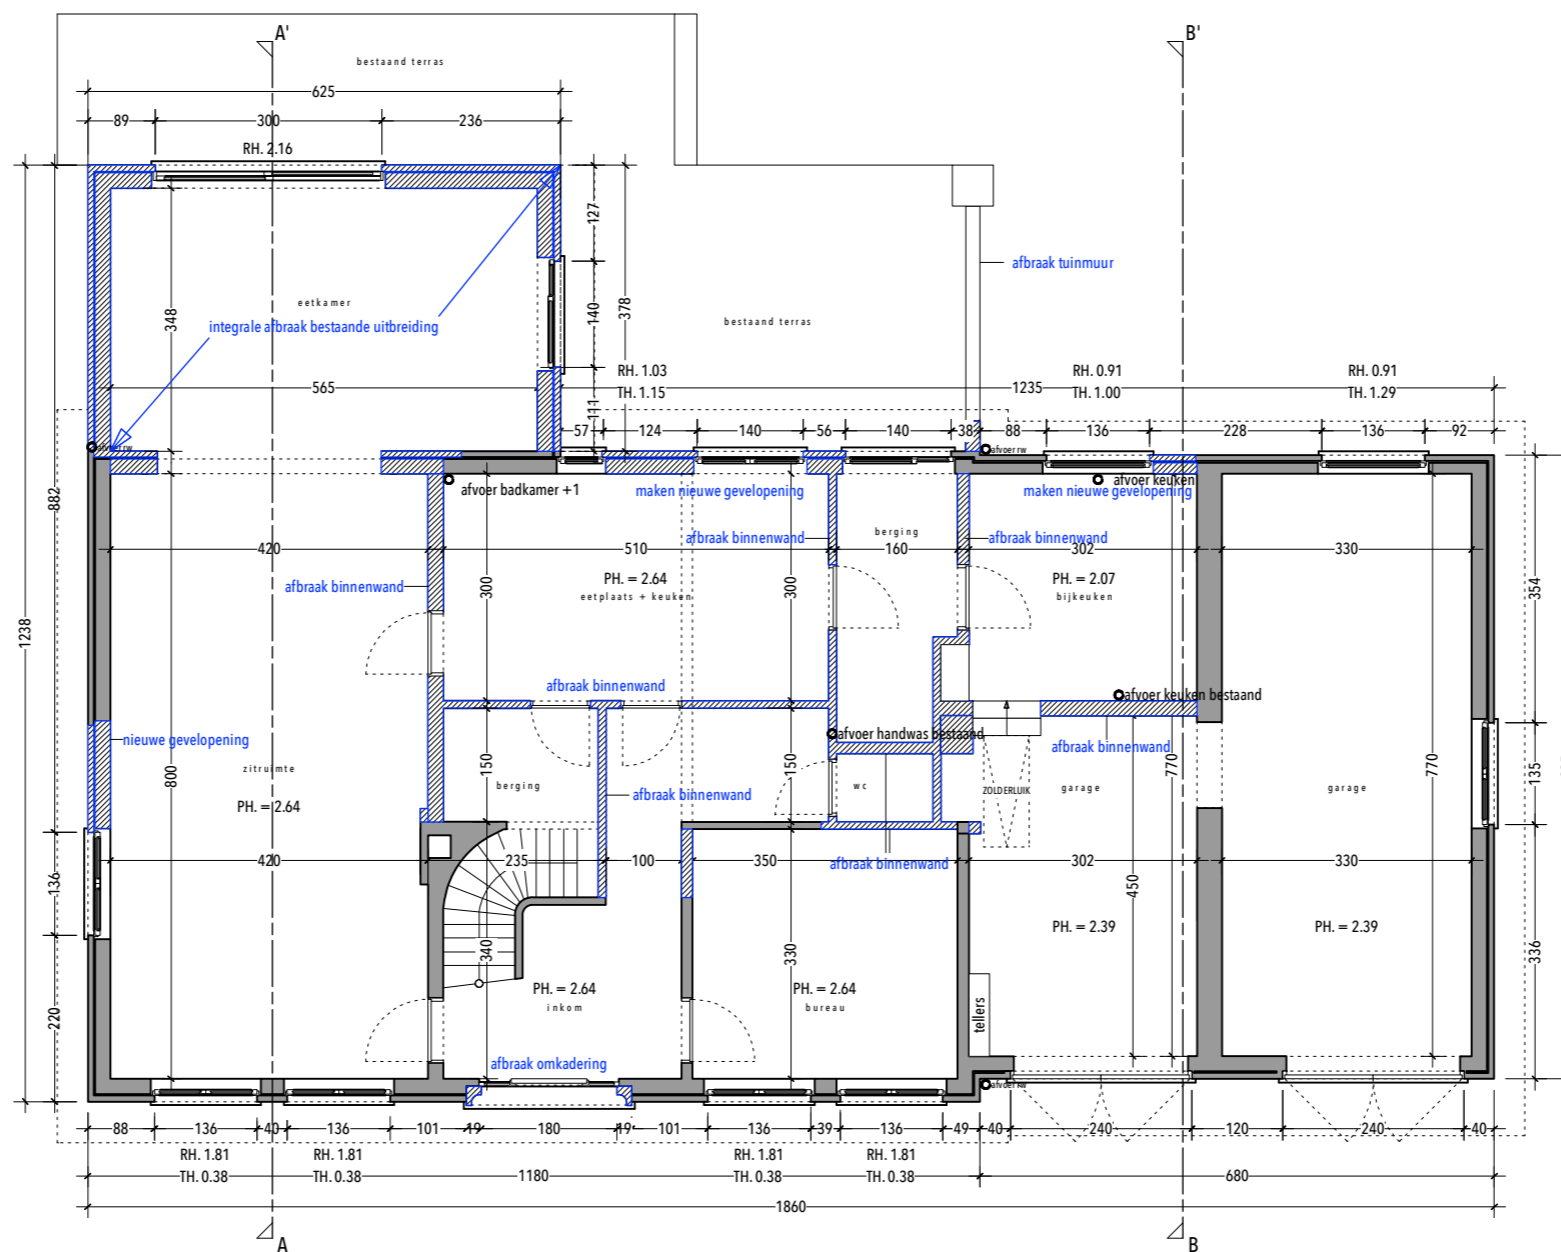 A'
B'
bestaand terras
625
89
300
236
RH. 2.16
127
eetkamer
348
integrale afbraak bestaande uitbreiding
140
378
bestaand terras
afbraak tuinmuur
565
111
RH. 1.03
TH. 1.15
1235
RH. 0.91
TH. 1.00
RH. 0.91
TH. 1.29
57
124
140
56
140
38
88
136
228
136
92
afvoer rw
afvoer rw
882
1238
afvoer badkamer +1
maken nieuwe gevelopening
afvoer keuken
maken nieuwe gevelopening
berging
afbraak binnenwand
afbraak binnenwand
420
510
160
302
330
afbraak binnenwand
300
PH. = 2.64
eetplaats + keuken
300
PH. = 2.07
bijkeuken
354
afbraak binnenwand
afvoer keuken bestaand
nieuwe gevelopening
afvoer handwas bestaand
afbraak binnenwand
zitruimte
800
PH. = 2.64
150
berging
afbraak binnenwand
150
wc
ZOLDERLUIK
garage
770
garage
770
135
420
235
100
350
afbraak binnenwand
302
330
136
450
340
330
PH. = 2.39
PH. = 2.39
336
PH. = 2.64
inkom
PH. = 2.64
bureau
tellers
220
afbraak omkadering
afvoer rw
88
136
40
136
101
19
180
19
101
136
39
136
49
40
240
120
240
40
RH. 1.81
TH. 0.38
RH. 1.81
TH. 0.38
1180
RH. 1.81
TH. 0.38
RH. 1.81
TH. 0.38
680
1860
A
B